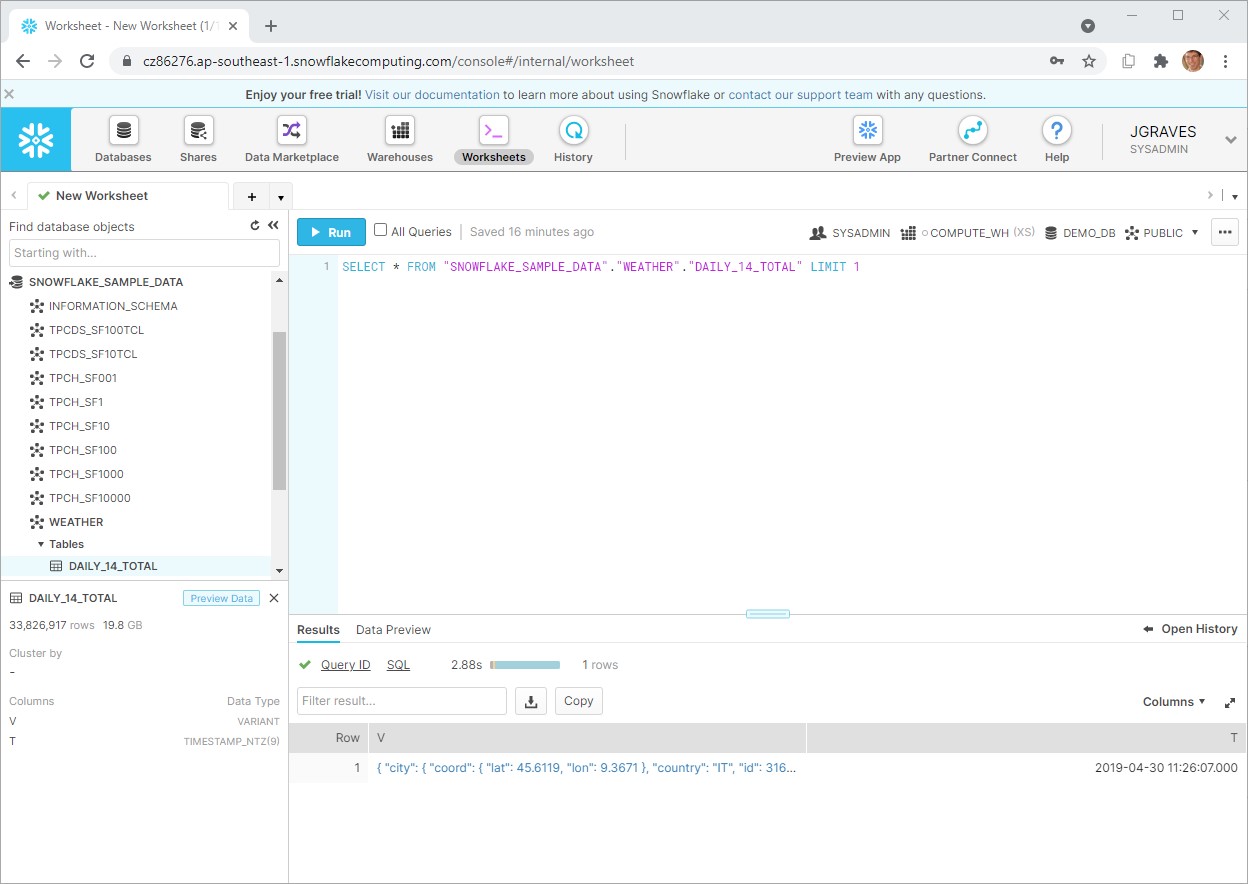 Worksheet - New Worksheet (1/1
cz86276.ap-southeast-1.snowflakecomputing.com/console#/internal/worksheet
Enjoy your free trial! Visit our documentation to learn more about using Snowflake or contact our support team with any questions.
Databases Shares Data Marketplace Warehouses Worksheets History Preview App Partner Connect Help
JGRAVES
SYSADMIN
New Worksheet
Find database objects
Starting with...
SNOWFLAKE_SAMPLE_DATA
INFORMATION_SCHEMA
TPCDS_SF100TCL
TPCDS_SF10TCL
TPCH_SF001
TPCH_SF1
TPCH_SF10
TPCH_SF100
TPCH_SF1000
TPCH_SF10000
WEATHER
Tables
DAILY_14_TOTAL
DAILY_14_TOTAL Preview Data
33,826,917 rows 19.8 GB
Cluster by
-
Columns Data Type
V VARIANT
T TIMESTAMP_NTZ(9)
Run All Queries Saved 16 minutes ago SYSADMIN COMPUTE_WH (XS) DEMO_DB PUBLIC
1 SELECT * FROM "SNOWFLAKE_SAMPLE_DATA"."WEATHER"."DAILY_14_TOTAL" LIMIT 1
Results Data Preview Open History
Query ID SQL 2.88s 1 rows
Filter result... Copy Columns
Row V T
1 { "city": { "coord": { "lat": 45.6119, "lon": 9.3671 }, "country": "IT", "id": 316... 2019-04-30 11:26:07.000